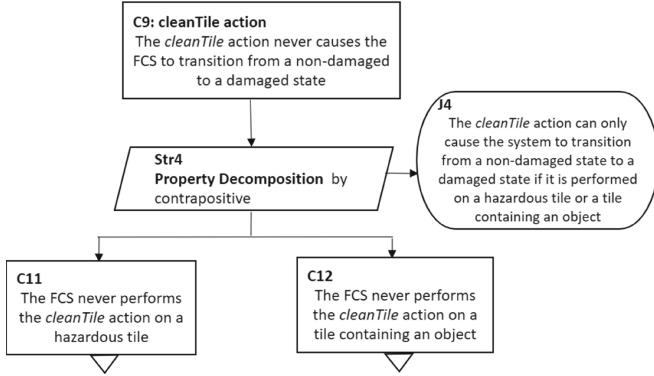 C9: cleanTile action
The cleanTile action never causes the
FCS to transition from a non-damaged
to a damaged state
J4
The cleanTile action can only
cause the system to transition
from a non-damaged state to a
damaged state if it is performed
on a hazardous tile or a tile
containing an object
Str4
Property Decomposition by
contrapositive
C11
The FCS never performs
the cleanTile action on a
hazardous tile
C12
The FCS never performs
the cleanTile action on a
tile containing an object